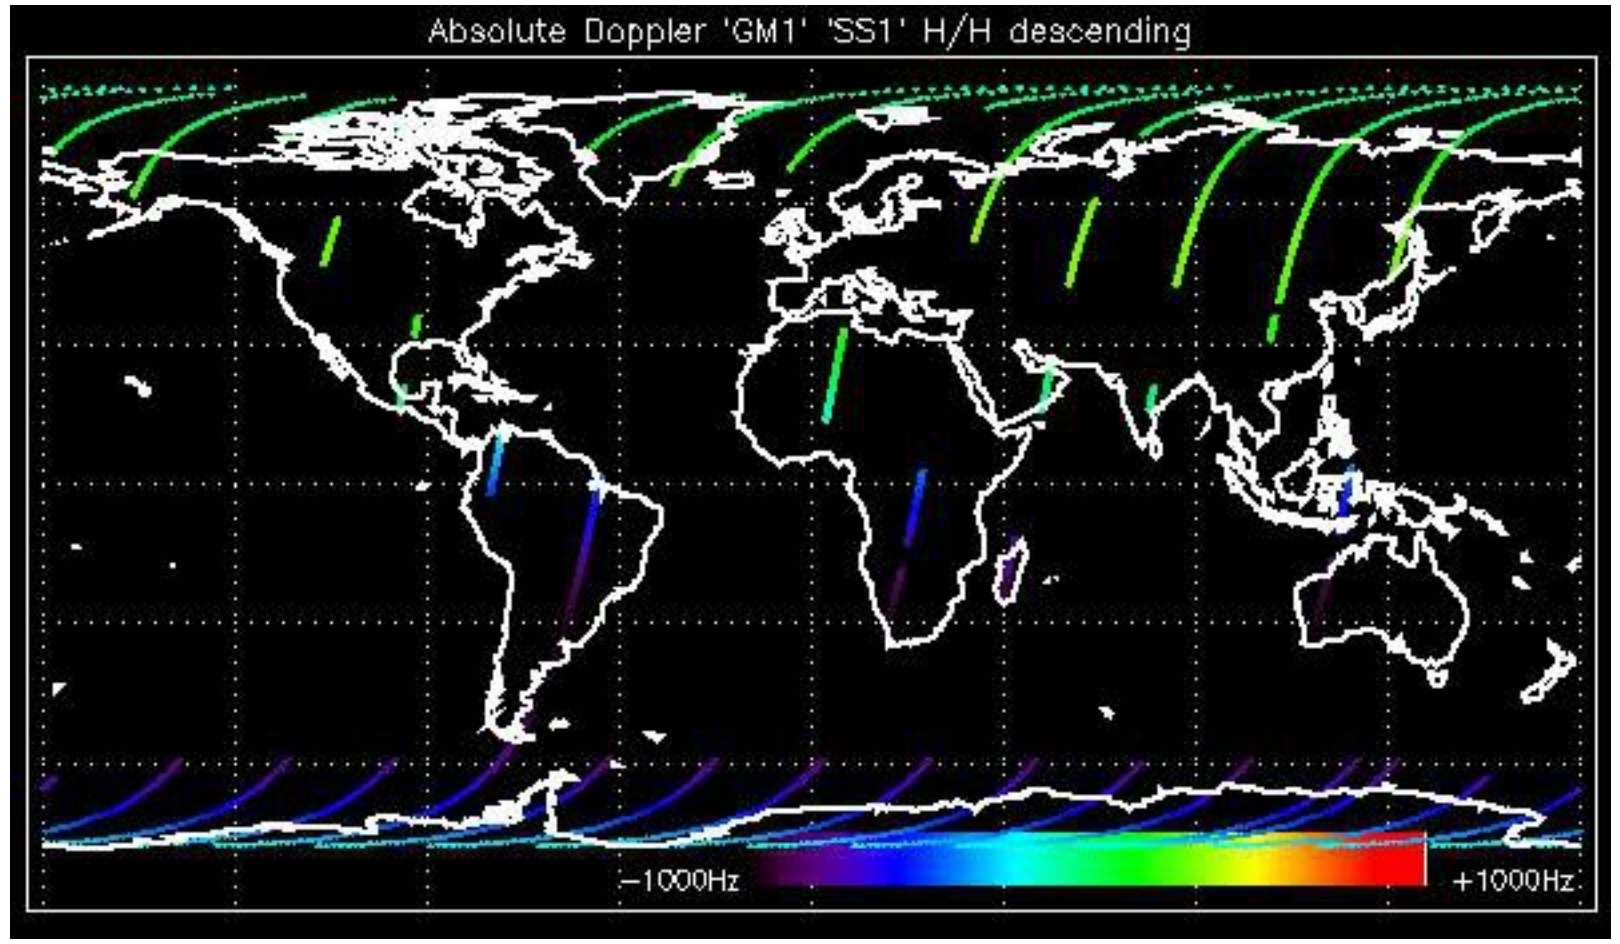 Absolute Doppler 'GM1' 'SS1' H/H descending
−1000Hz
+1000Hz